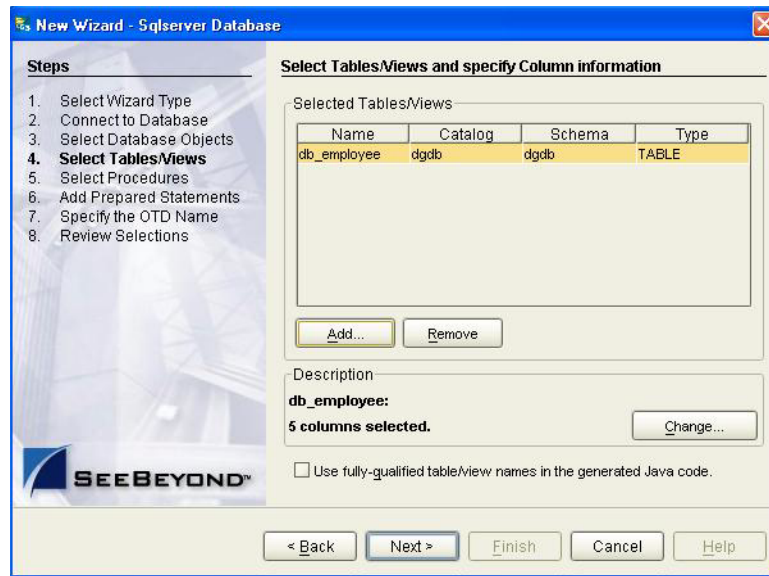 New Wizard - Sqlserver Database
Steps
1. Select Wizard Type
2. Connect to Database
3. Select Database Objects
4. Select Tables/Views
5. Select Procedures
6. Add Prepared Statements
7. Specify the OTD Name
8. Review Selections
SEEBEYOND™
Select Tables/Views and specify Column information
Selected Tables/Views
Name Catalog Schema Type
db_employee dgdb dgdb TABLE
Add... Remove
Description
db_employee:
5 columns selected.
Change...
Use fully-qualified table/view names in the generated Java code.
< Back Next > Finish Cancel Help